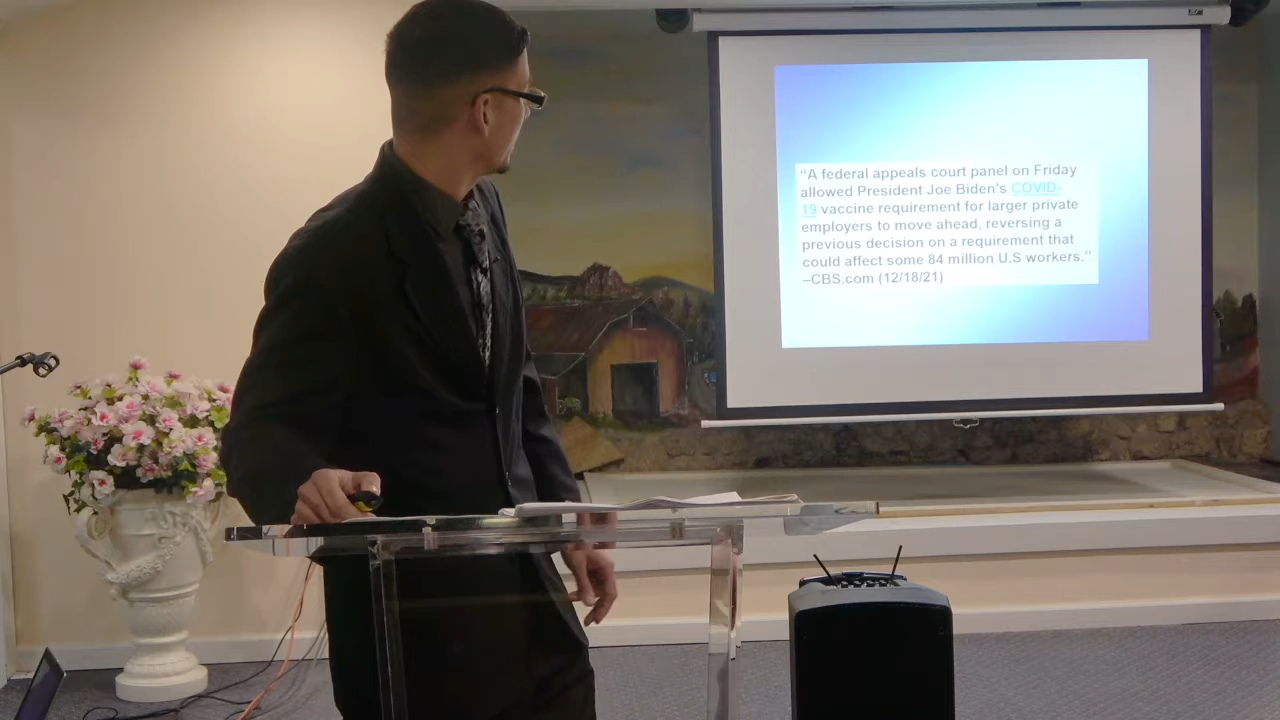 “A federal appeals court panel on Friday
allowed President Joe Biden's COVID-
19 vaccine requirement for larger private
employers to move ahead, reversing a
previous decision on a requirement that
could affect some 84 million U.S workers.”
–CBS.com (12/18/21)